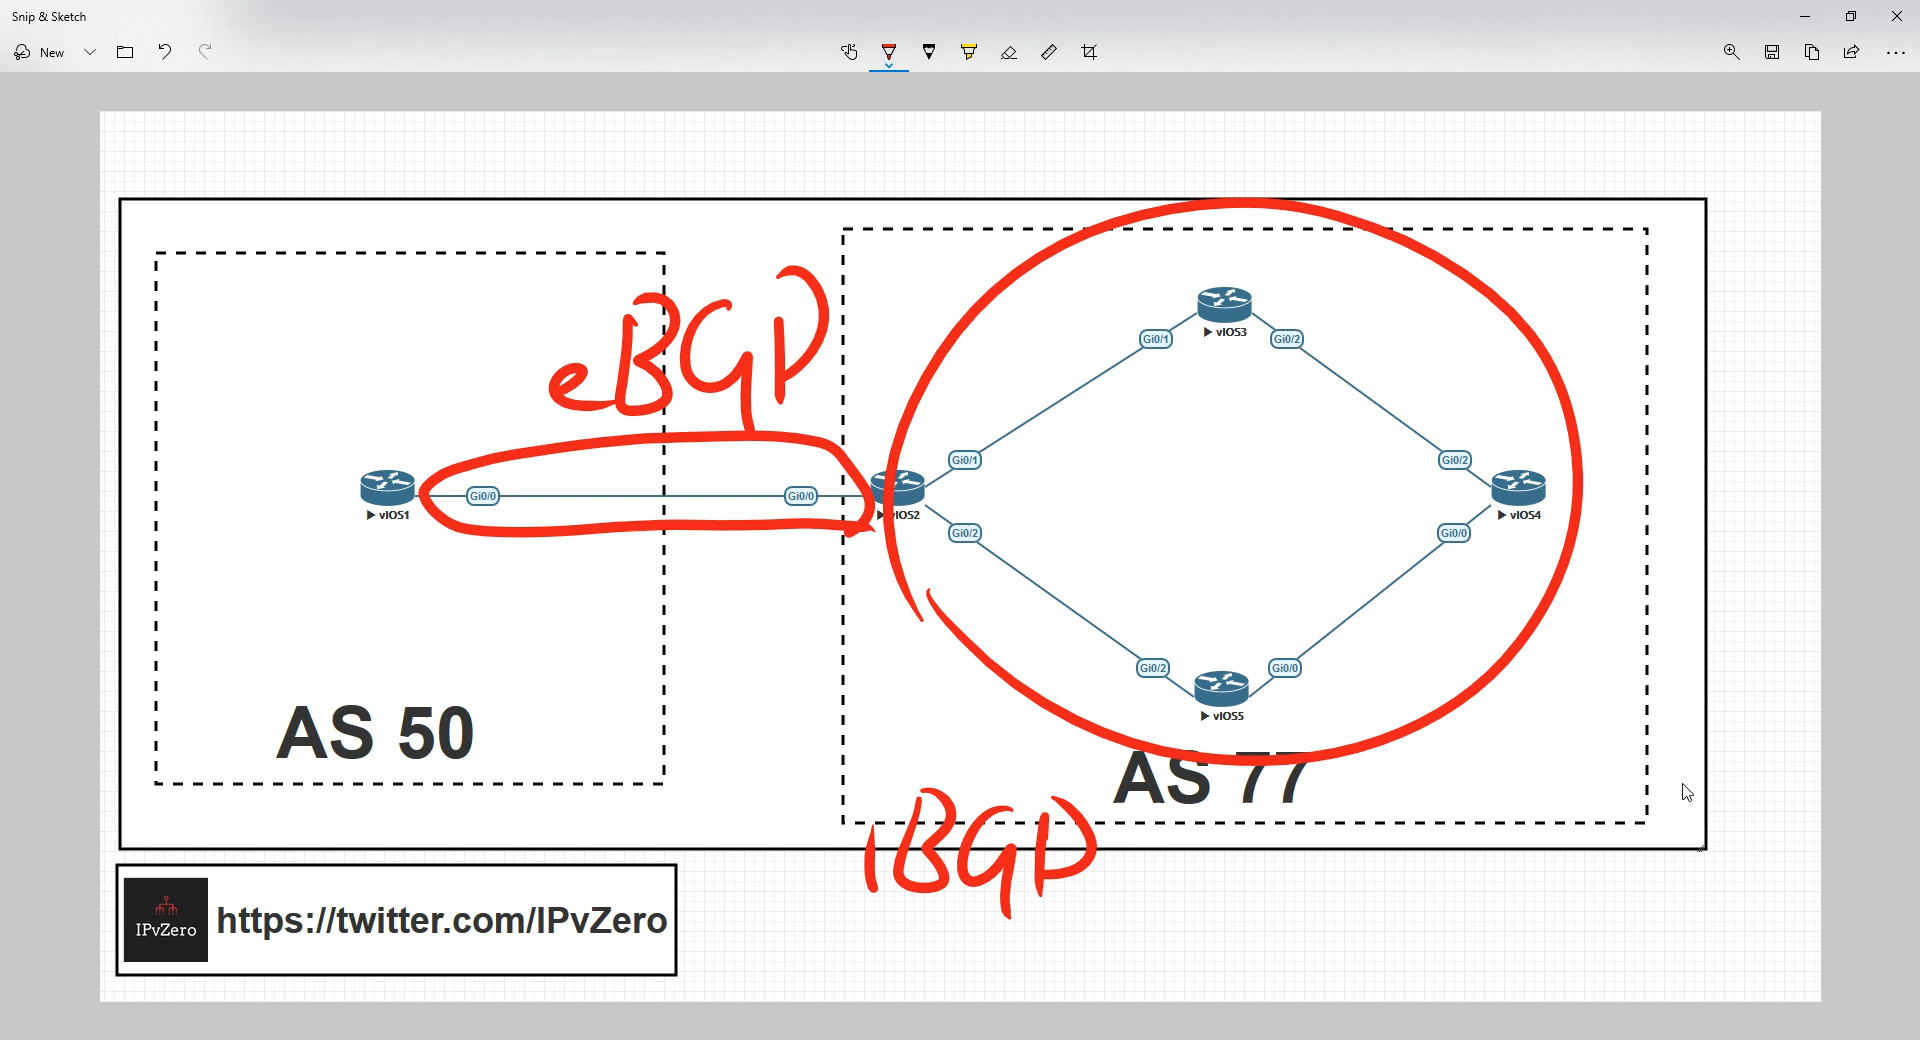 Snip & Sketch
New
eBGP
vIOS3
Gi0/1
Gi0/2
Gi0/1
Gi0/2
Gi0/0
Gi0/0
vIOS1
vIOS2
vIOS4
Gi0/2
Gi0/0
Gi0/2
Gi0/0
vIOS5
AS 50
AS 77
iBGP
IPvZero
https://twitter.com/IPvZero